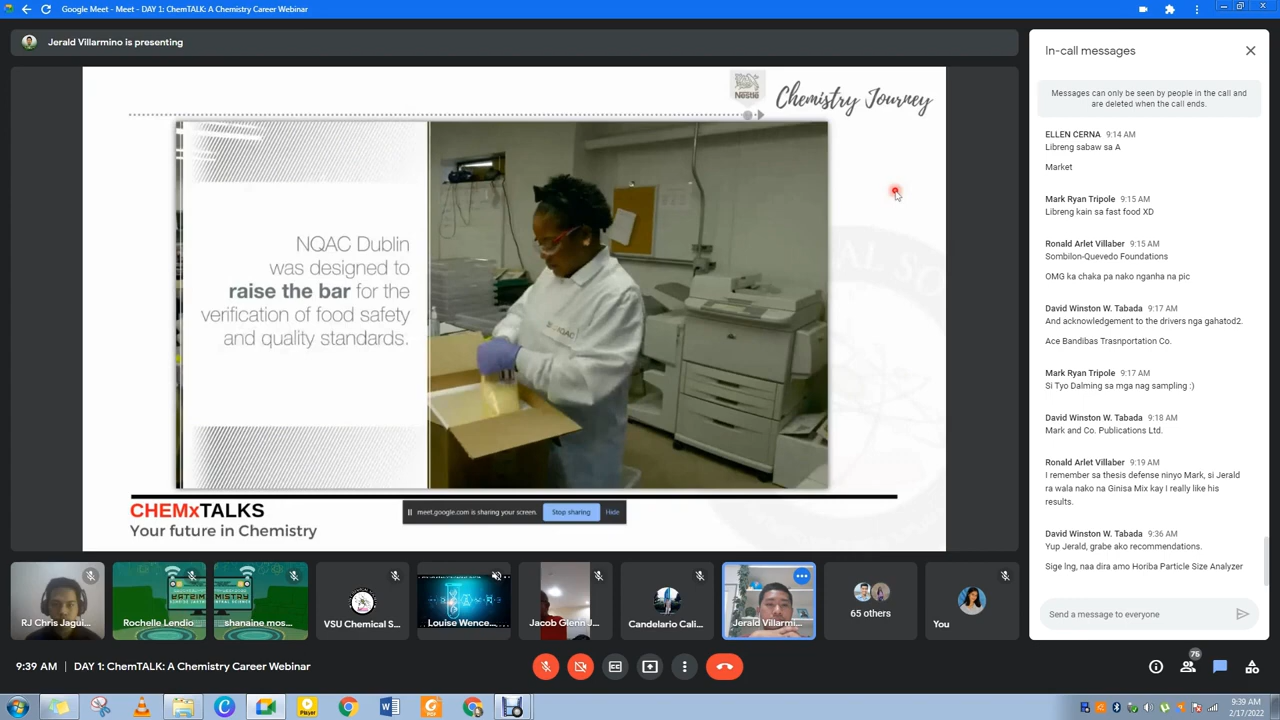 Google Meet - Meet - DAY 1: ChemTALK: A Chemistry Career Webinar
Jerald Villarmino is presenting
Nestle
Chemistry Journey
NQAC Dublin
was designed to
raise the bar for the
verification of food safety
and quality standards.
NQAC
CHEMxTALKS
Your future in Chemistry
meet.google.com is sharing your screen.
Stop sharing
Hide
In-call messages
Messages can only be seen by people in the call and
are deleted when the call ends.
ELLEN CERNA 9:14 AM
Libreng sabaw sa A
Market
Mark Ryan Tripole 9:15 AM
Libreng kain sa fast food XD
Ronald Arlet Villaber 9:15 AM
Sombilon-Quevedo Foundations
OMG ka chaka pa nako nganha na pic
David Winston W. Tabada 9:17 AM
And acknowledgement to the drivers nga gahatod2.
Ace Bandibas Trasnportation Co.
Mark Ryan Tripole 9:17 AM
Si Tyo Dalming sa mga nag sampling :)
David Winston W. Tabada 9:18 AM
Mark and Co. Publications Ltd.
Ronald Arlet Villaber 9:19 AM
I remember sa thesis defense ninyo Mark, si Jerald
ra wala nako na Ginisa Mix kay I really like his
results.
David Winston W. Tabada 9:36 AM
Yup Jerald, grabe ako recommendations.
Sige lng, naa dira amo Horiba Particle Size Analyzer
Send a message to everyone
RJ Chris Jagui...
Rochelle Lendio
shanaine mos...
VSU Chemical S...
Louise Wence...
Jacob Glenn J...
Candelario Cali...
Jerald Villarmi...
65 others
You
9:39 AM | DAY 1: ChemTALK: A Chemistry Career Webinar
75
Player
9:39 AM
2/17/2022